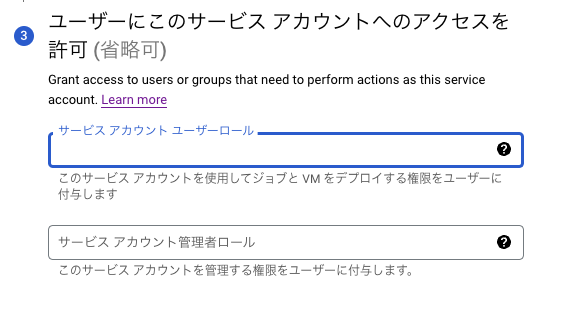 3
ユーザーにこのサービス アカウントへのアクセスを
許可 (省略可)
Grant access to users or groups that need to perform actions as this service
account. Learn more
サービス アカウント ユーザーロール
?
このサービス アカウントを使用してジョブと VM をデプロイする権限をユーザーに
付与します
サービス アカウント管理者ロール
?
このサービス アカウントを管理する権限をユーザーに付与します。